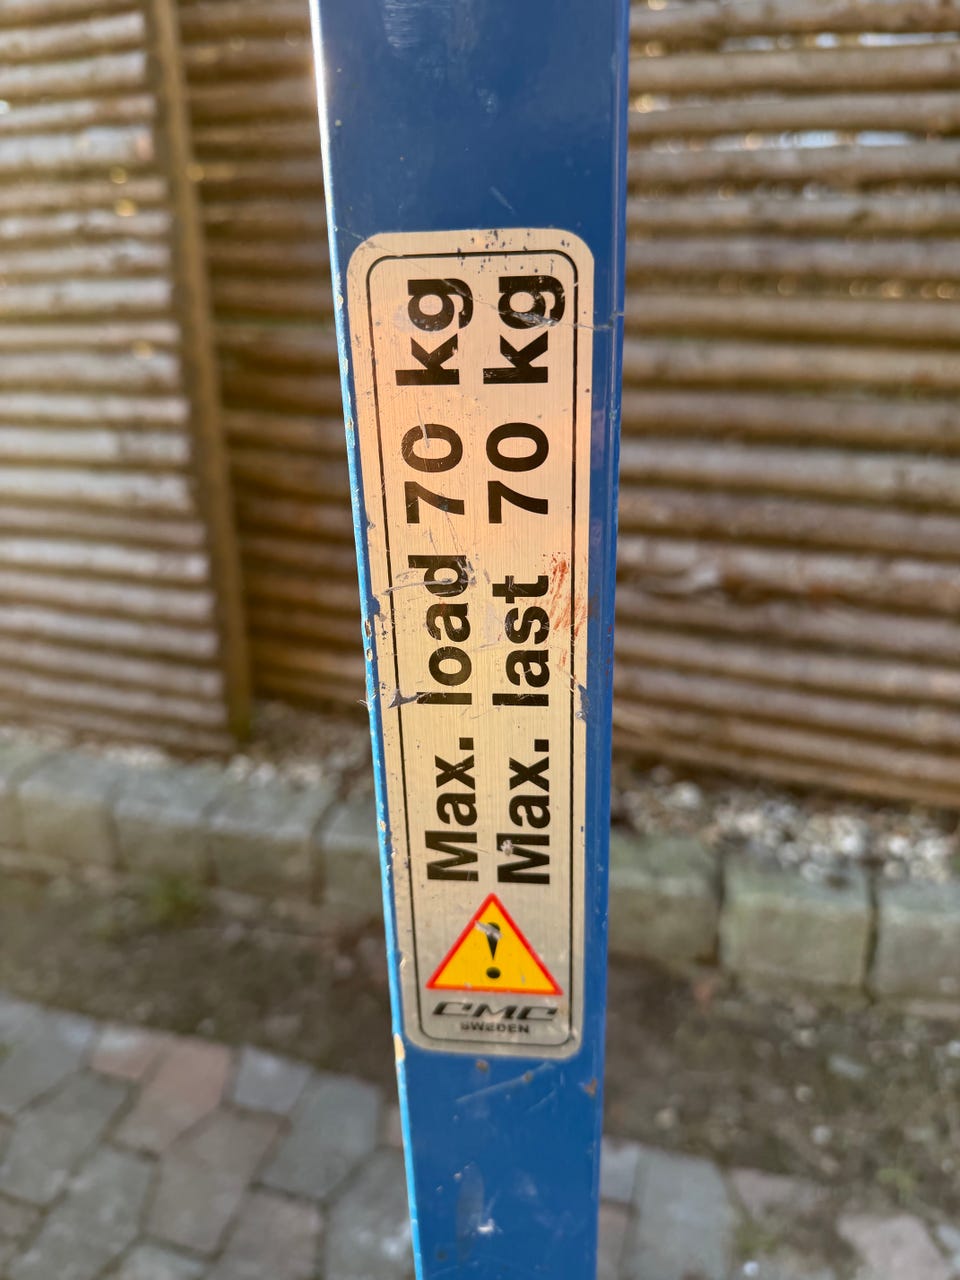 Max. load 70 kg
Max. last 70 kg
!
CMC
SWEDEN